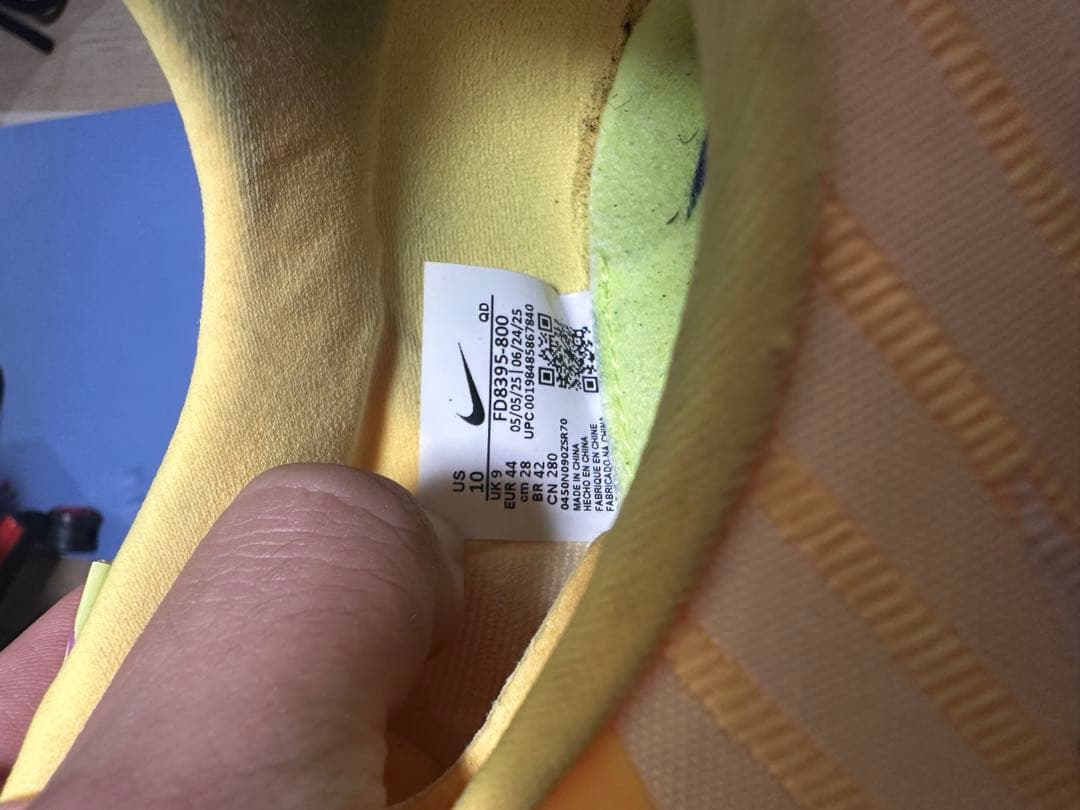 US
10
UK 9
EUR 44
cm 28
BR 42
CN 280
QD
FD8395-800
05/05/25 | 06/24/25
UPC 00198485867840
0450N090ZSR70
MADE IN CHINA
HECHO EN CHINA
FABRIQUE EN CHINE
FABRICADO NA CHINA